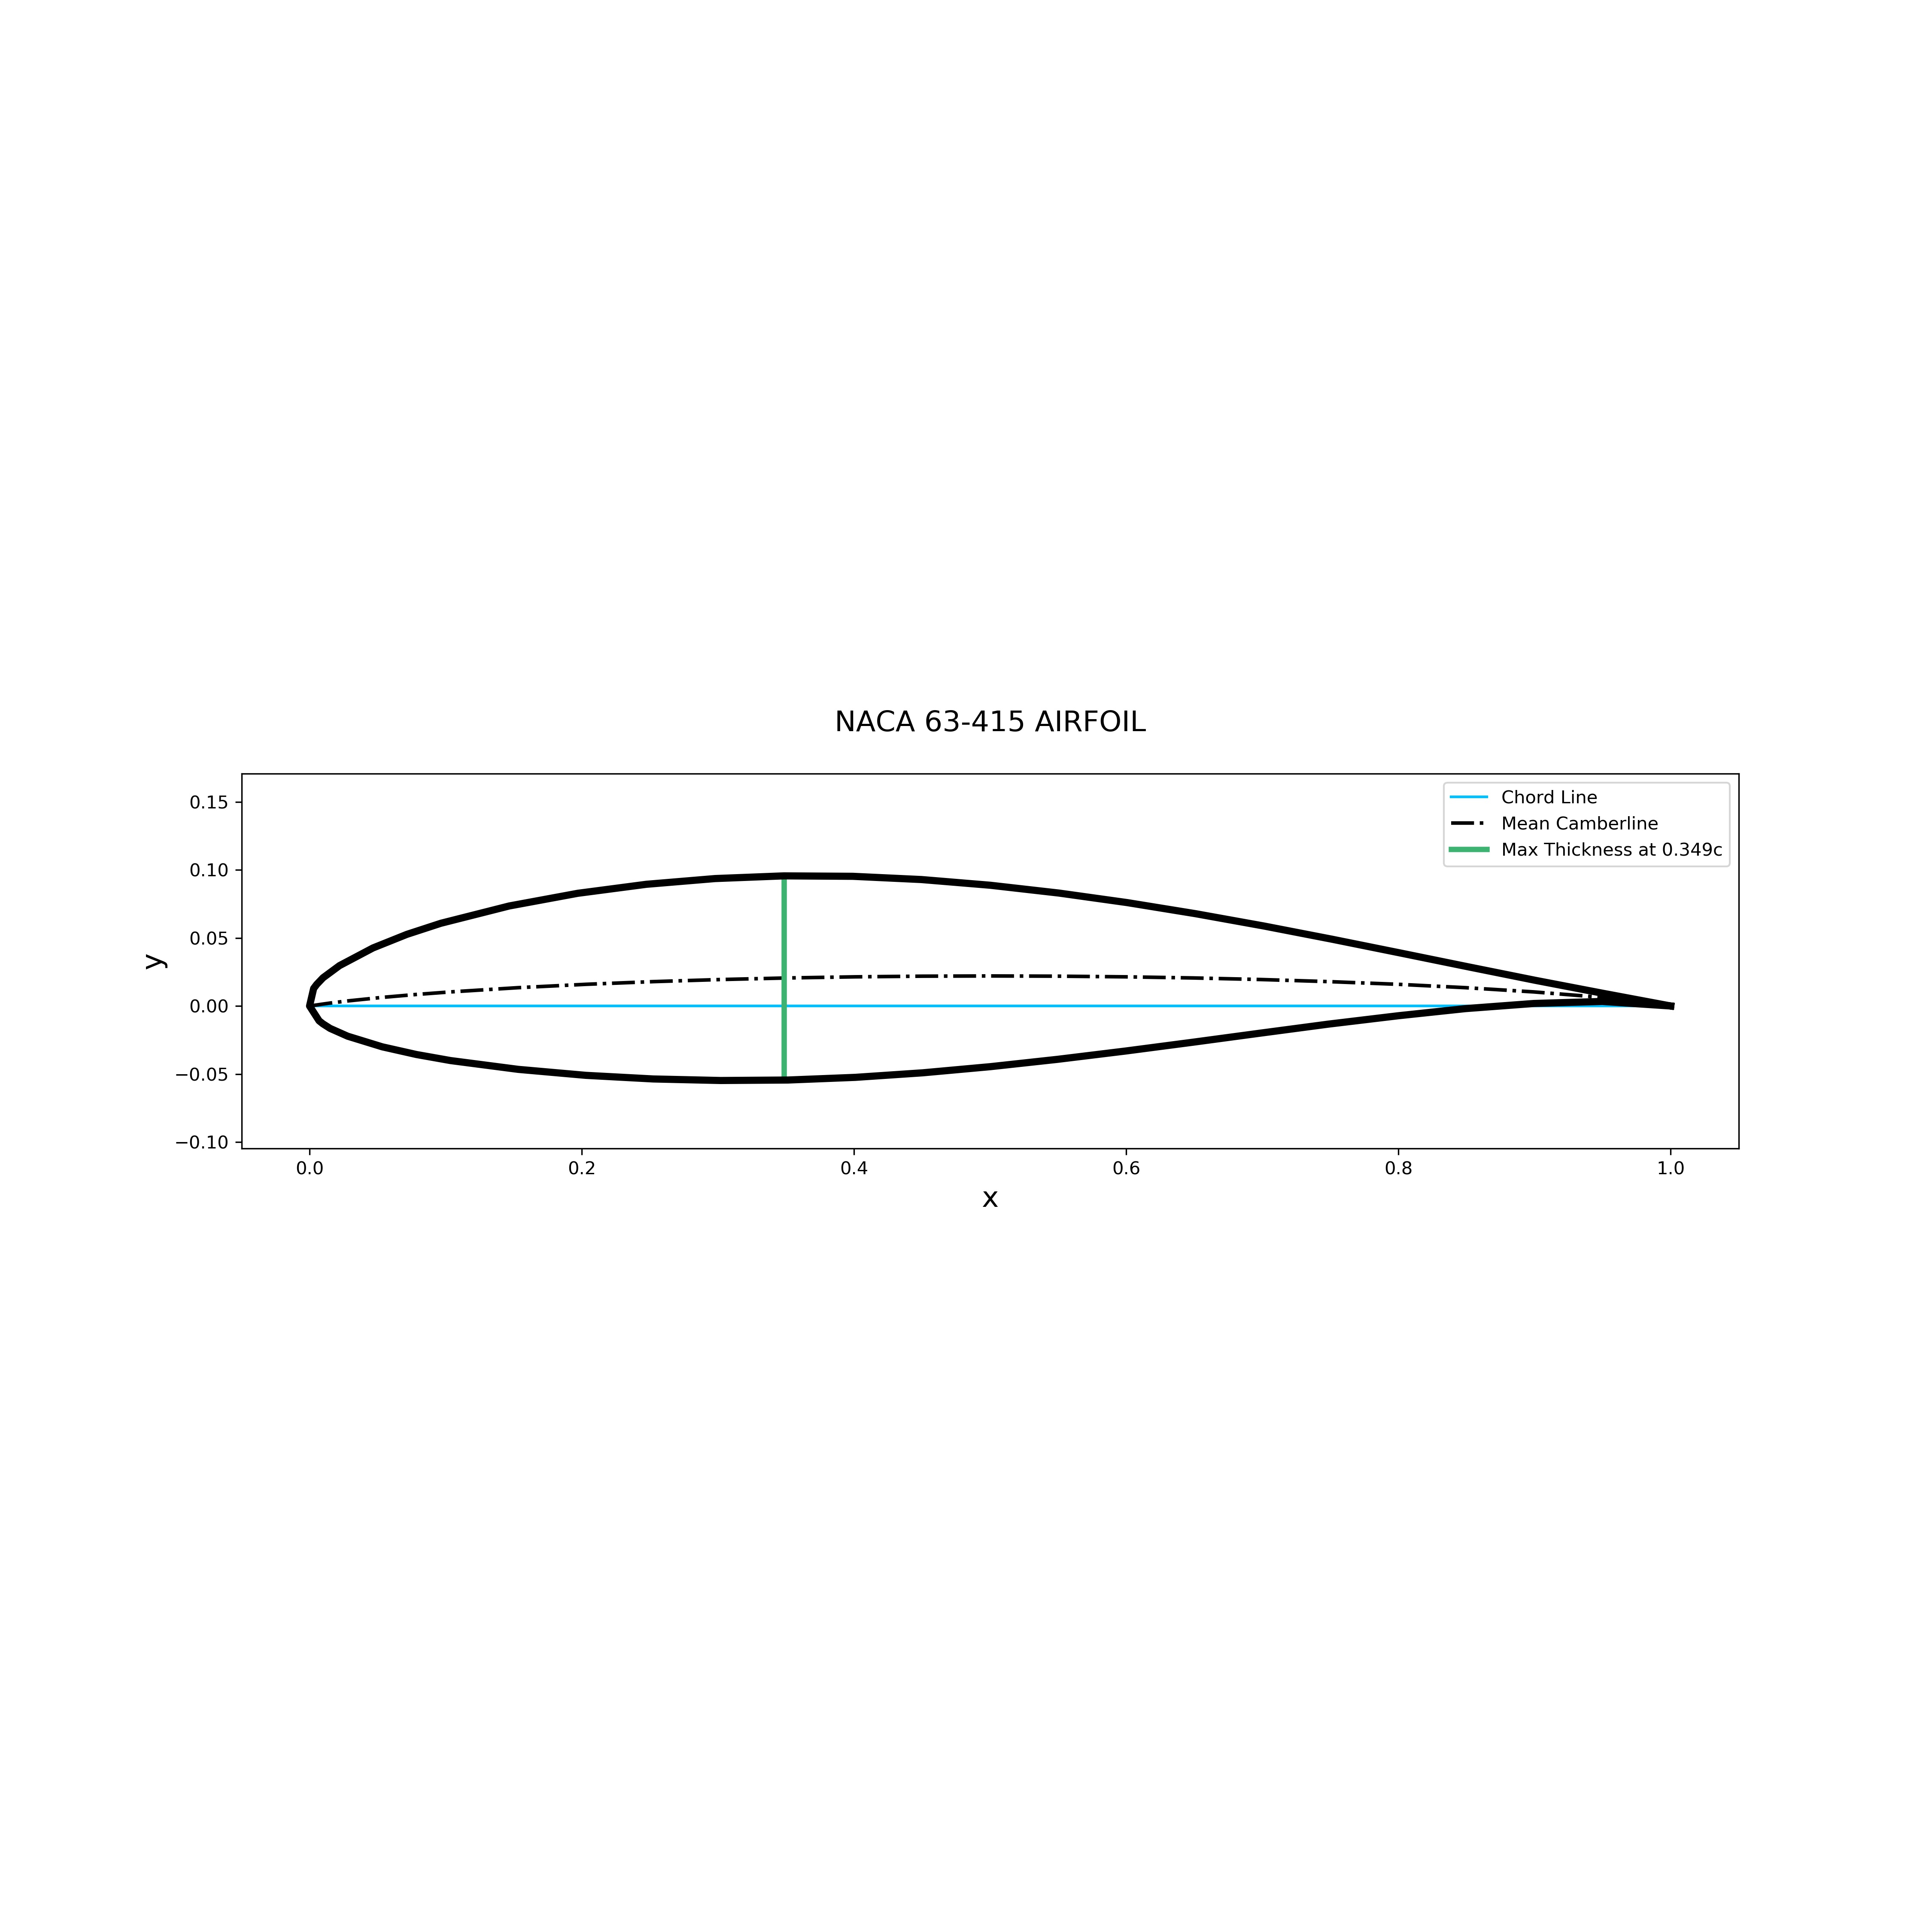 NACA 63-415 AIRFOIL
Chord Line
Mean Camberline
Max Thickness at 0.349c
y
0.15
0.10
0.05
0.00
−0.05
−0.10
0.0 0.2 0.4 0.6 0.8 1.0
x